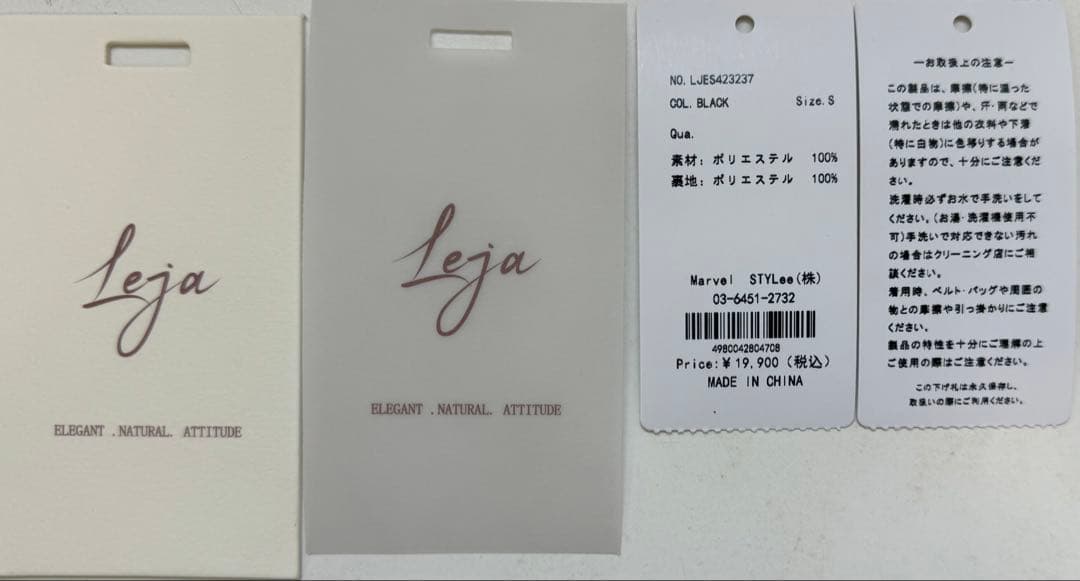 Leja
ELEGANT .NATURAL. ATTITUDE
Leja
ELEGANT .NATURAL. ATTITUDE
NO. LJES423237
COL. BLACK Size. S
Qua.
素材: ポリエステル 100%
裏地: ポリエステル 100%
Marvel STYLee(株)
03-6451-2732
4980042804708
Price:¥19,900(税込)
MADE IN CHINA
ーお取扱上の注意ー
この製品は、摩擦(特に湿った
状態での摩擦)や、汗・雨などで
濡れたときは他の衣料や下着
(特に白物)に色移りする場合が
ありますので、十分にご注意くだ
さい。
洗濯時必ずお水で手洗いをして
ください。(お湯・洗濯機使用不
可)手洗いで対応できない汚れ
の場合はクリーニング店にご相
談ください。
着用時、ベルト・バッグや周囲の
物との摩擦や引っ掛かりにご注意
ください。
製品の特性を十分にご理解の上
ご使用の際はご注意ください。
この下げ札は永久保存し、
取扱いの際にご利用ください。